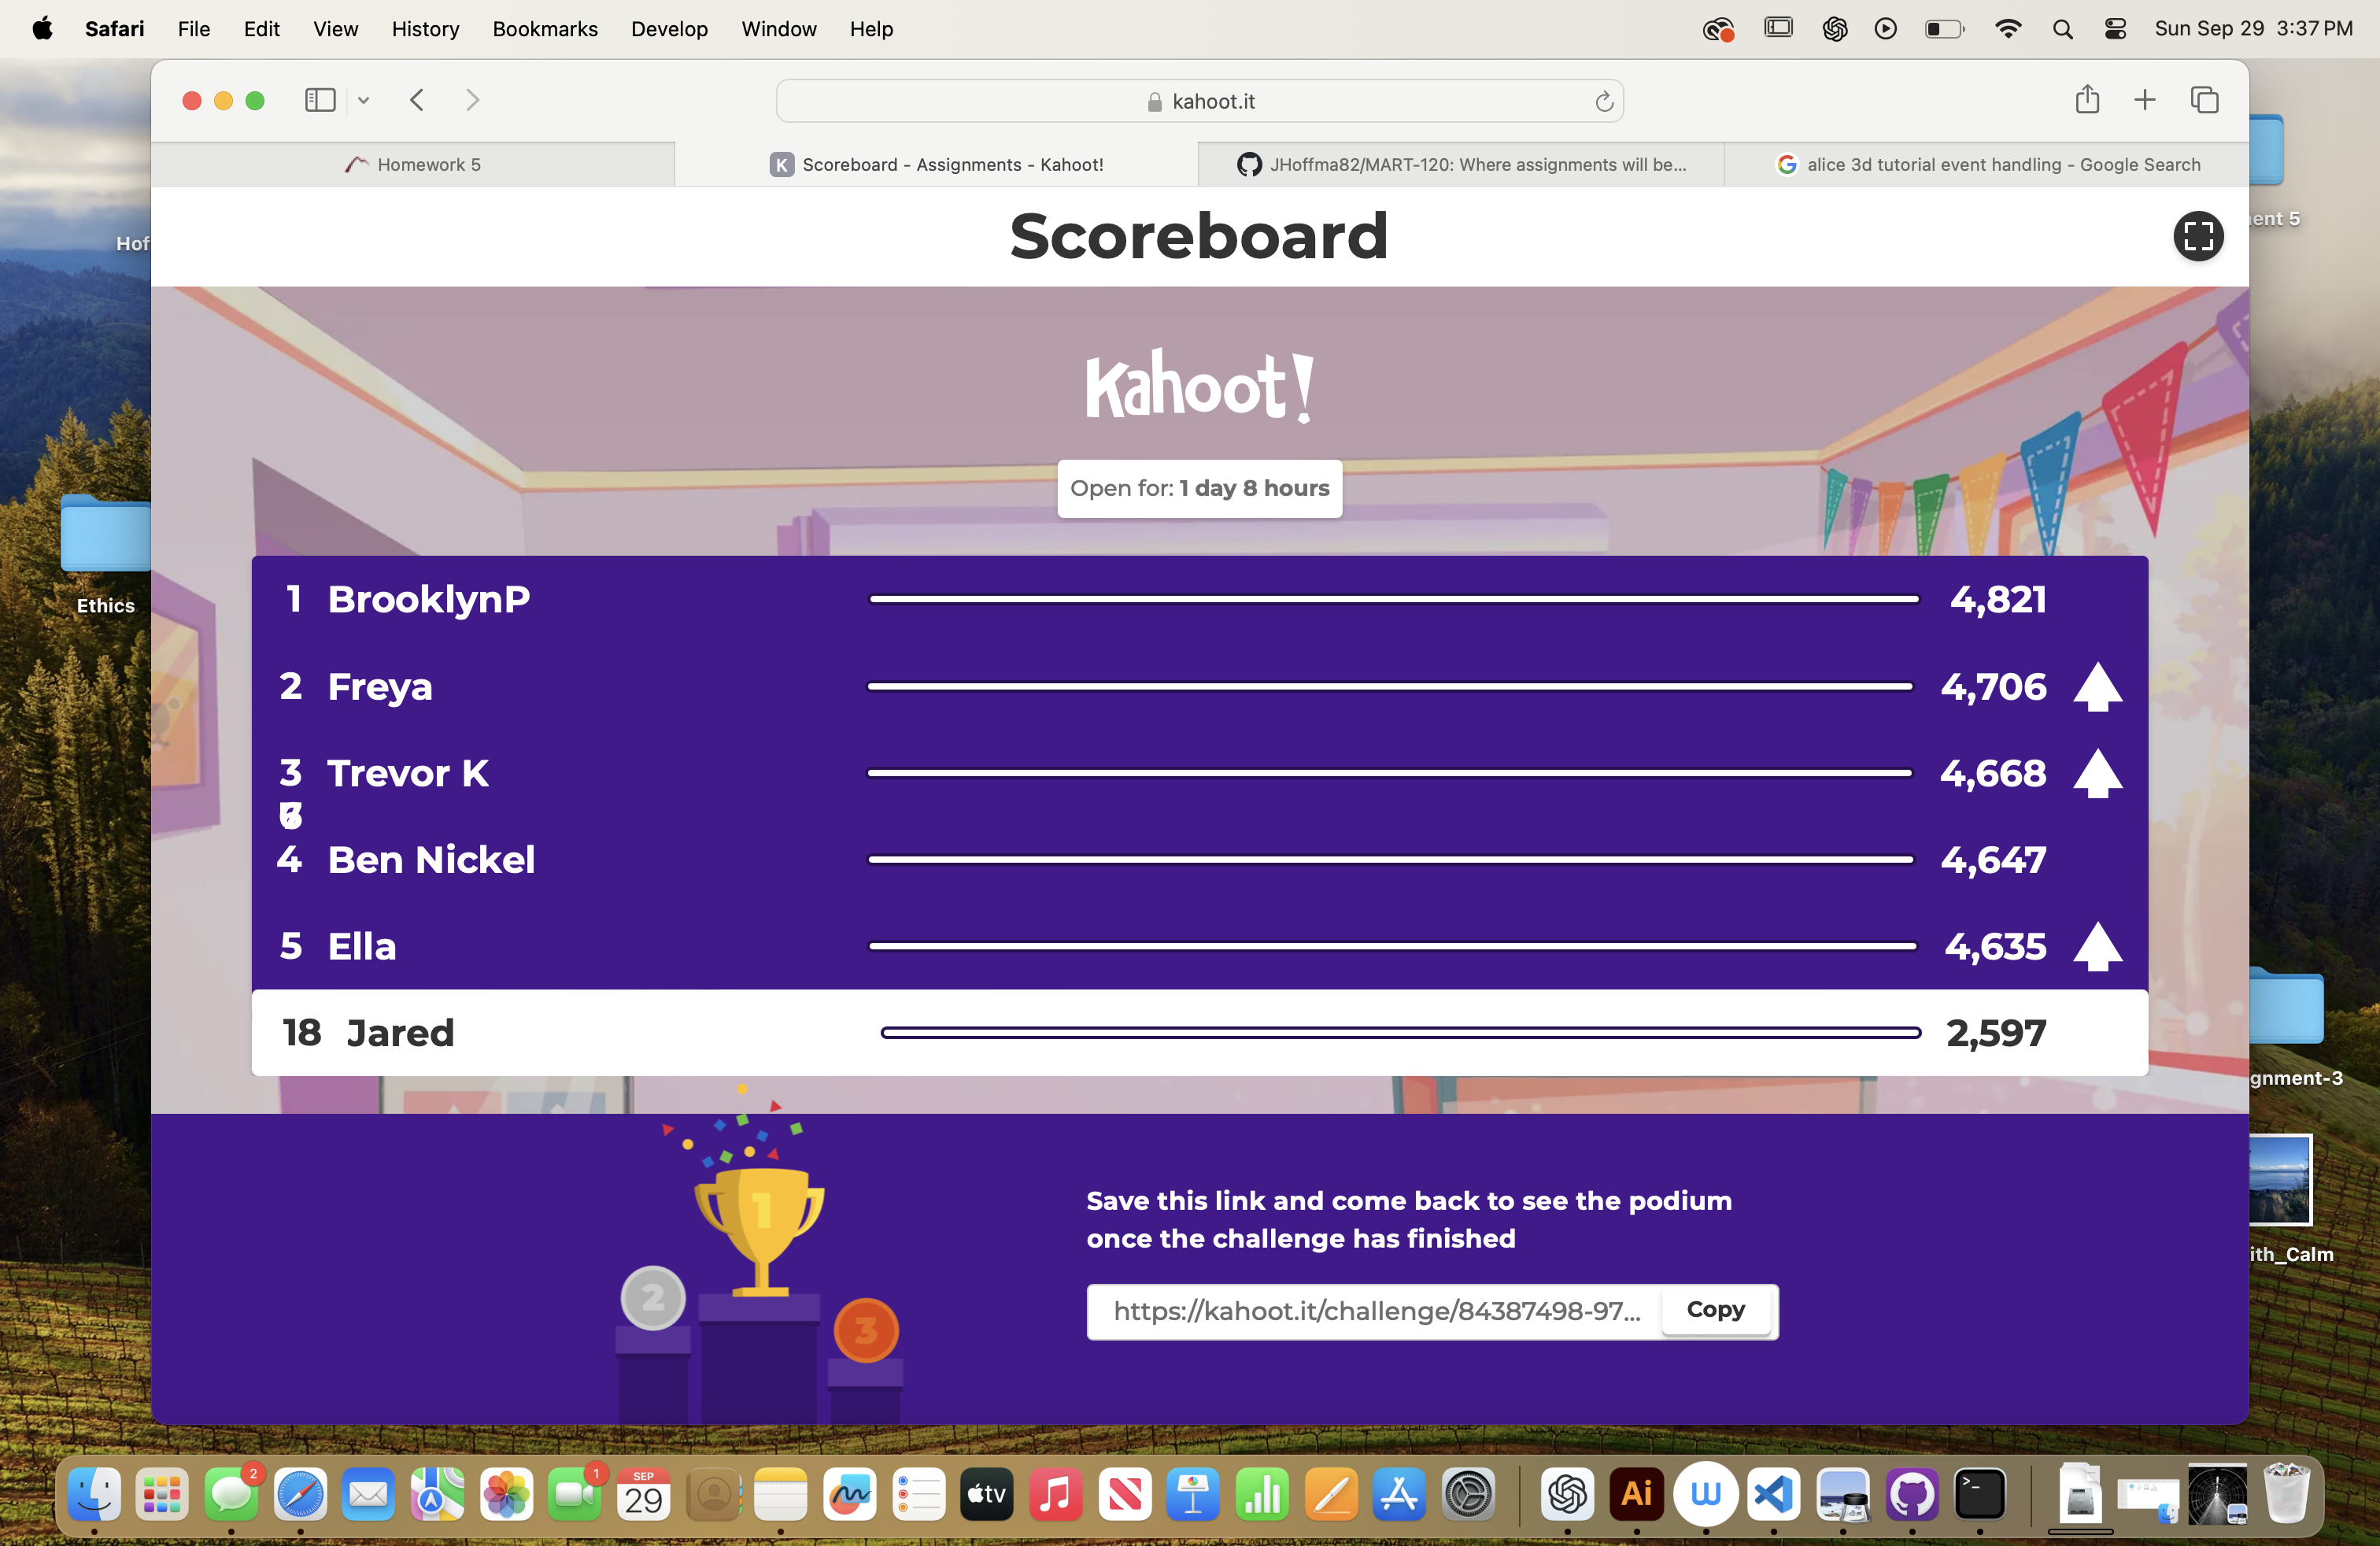 Safari File Edit View History Bookmarks Develop Window Help
Sun Sep 29 3:37 PM
kahoot.it
Homework 5
K Scoreboard - Assignments - Kahoot!
JHoffma82/MART-120: Where assignments will be...
G alice 3d tutorial event handling - Google Search
Hof
ent 5
Scoreboard
Kahoot!
Open for: 1 day 8 hours
1 BrooklynP 4,821
2 Freya 4,706
3 Trevor K 4,668
4 Ben Nickel 4,647
5 Ella 4,635
18 Jared 2,597
Ethics
gnment-3
ith_Calm
1
2
3
Save this link and come back to see the podium
once the challenge has finished
https://kahoot.it/challenge/84387498-97...
Copy
2
1
SEP
29
tv
Ai
>_